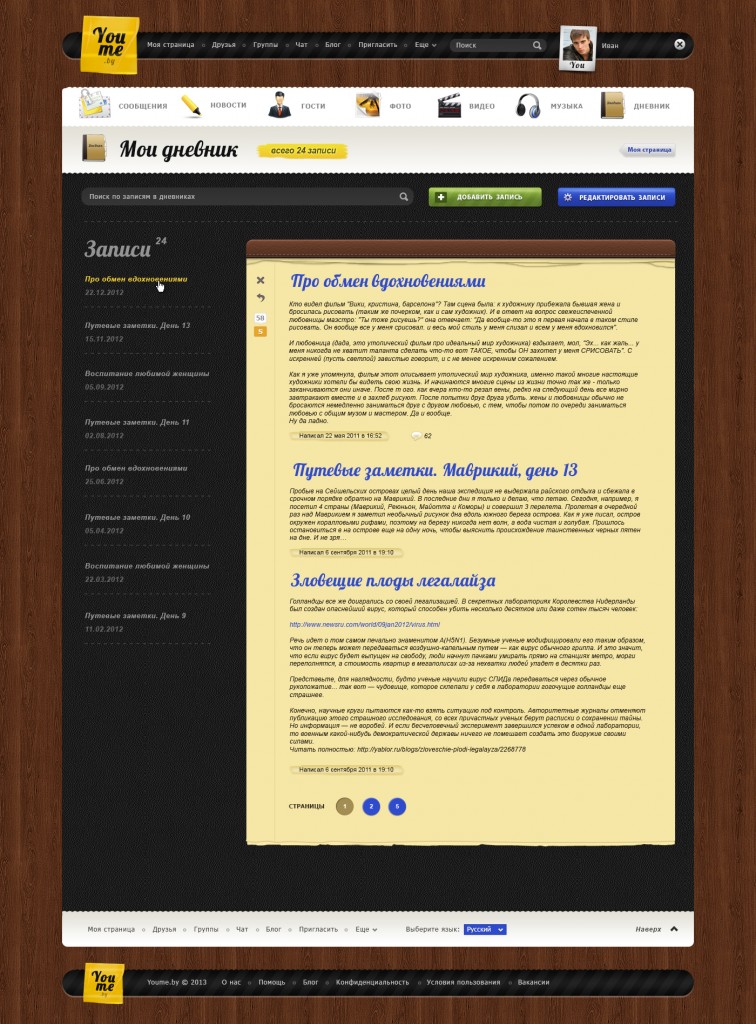 You
me
.by
Моя страница Друзья Группы Чат Блог Пригласить Еще
Поиск
You
Иван
СООБЩЕНИЯ НОВОСТИ ГОСТИ ФОТО ВИДЕО МУЗЫКА ДНЕВНИК
Мои дневник
всего 24 записи
Моя страница
Поиск по записям в дневниках
ДОБАВИТЬ ЗАПИСЬ
РЕДАКТИРОВАТЬ ЗАПИСИ
Записи 24
Про обмен вдохновениями
22.12.2012
Путевые заметки. День 13
15.11.2012
Воспитание любимой женщины
05.09.2012
Путевые заметки. День 11
02.08.2012
Про обмен вдохновениями
25.06.2012
Путевые заметки. День 10
05.04.2012
Воспитание любимой женщины
22.03.2012
Путевые заметки. День 9
11.02.2012
58
Б
Про обмен вдохновениями
Кто видел фильм "Вики, кристина, барселона"? Там сцена была: к художнику прибежала бывшая жена и
бросилась рисовать (таким же почерком, как и сам художник). И в ответ на вопрос свежеиспеченной
любовницы маэстро: "Ты тоже рисуешь?" она отвечает: "Да вообще-то это я первая начала в таком стиле
рисовать. Он вообще все у меня срисовал. и весь мой стиль у меня слизал и всем у меня вдохновился".
И любовница (дада, это утопический фильм про идеальный мир художника) вздыхает, мол, "Эх... как жаль... у
меня никогда не хватит таланта сделать что-то вот ТАКОЕ, чтобы ОН захотел у меня СРИСОВАТЬ". С
искренней (пусть светлой) завистью говорит, и с не менее искренним сожалением.
Как я уже упомянула, фильм этот описывает утопический мир художника, именно такой многие настоящие
художники хотели бы видеть свою жизнь. И начинаются многие сцены из жизни точно так же - только
заканчиваются они иначе. После т ого. как вчера кто-то резал вены, редко на следующий день все мирно
завтракают вместе и в захлеб рисуют. После попытки друг друга убить. жены и любовницы обычно не
бросаются немедленно заниматься друг с другом любовью, с тем, чтобы потом по очереди заниматься
любовью с общим музом и мастером. Да и вообще.
Ну да ладно.
Написал 22 мая 2011 в 16:52
62
Путевые заметки. Маврикий, день 13
Пробыв на Сейшельских островах целый день наша экспедиция не выдержала райского отдыха и сбежала в
срочном порядке обратно на Маврикий. В последние дни я только и делаю, что летаю. Сегодня, например, я
посетил 4 страны (Маврикий, Реюньон, Майотта и Коморы) и совершил 3 перелета. Пролетая в очередной
раз над Маврикием я заметил необычный рисунок дна вдоль южного берега острова. Как я уже писал, остров
окружен коралловыми рифами, поэтому на берегу никогда нет волн, а вода чистая и голубая. Пришлось
остановиться на острове еще на одну ночь, чтобы выяснить происхождение таинственных черных пятен
на дне. И не зря…
Написал 6 сентября 2011 в 19:10
Зловещие плоды легалайза
Голландцы все же доигрались со своей легализацией. В секретных лабораториях Королевства Нидерланды
был создан опаснейший вирус, который способен убить несколько десятков или даже сотен тысяч человек:
http://www.newsru.com/world/09jan2012/virus.html
Речь идет о том самом печально знаменитом A(H5N1). Безумные ученые модифицировали его таким образом,
что он теперь может передаваться воздушно-капельным путем — как вирус обычного гриппа. И это значит,
что если вирус будет выпущен на свободу, люди начнут пачками умирать прямо на станциях метро, морги
переполнятся, а стоимость квартир в мегаполисах из-за нехватки людей упадет в десятки раз.
Представьте, для наглядности, будто ученые научили вирус СПИДа передаваться через обычное
рукопожатие… так вот — чудовище, которое склепали у себя в лаборатории гогочущие голландцы еще
страшнее.
Конечно, научные круги пытаются как-то взять ситуацию под контроль. Авторитетные журналы отменяют
публикацию этого страшного исследования, со всех причастных ученых берут расписки о сохранении тайны.
Но информация — не воробей. И если бесчеловечный эксперимент завершился успехом в одной лаборатории,
то военным какой-нибудь демократической державы ничего не помешает создать это биоружие своими
силами.
Читать полностью: http://yablor.ru/blogs/zloveschie-plodi-legalayza/2268778
Написал 6 сентября 2011 в 19:10
СТРАНИЦЫ 1 2 5
Моя страница Друзья Группы Чат Блог Пригласить Еще
Выберите язык: Русский
Наверх
You
me
.by
Youme.by © 2013 О нас Помощь Блог Конфиденциальность Условия пользования Вакансии